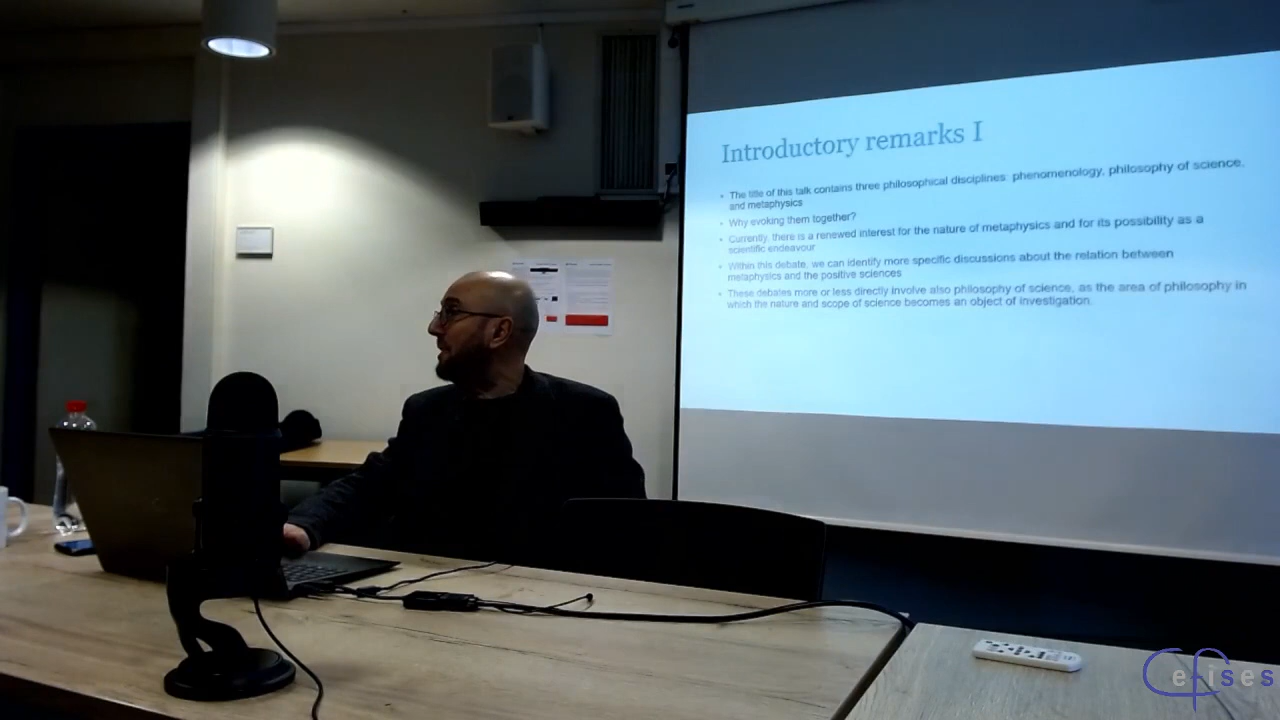 Introductory remarks I
The title of this talk contains three philosophical disciplines: phenomenology, philosophy of science,
and metaphysics
Why evoking them together?
Currently, there is a renewed interest for the nature of metaphysics and for its possibility as a
scientific endeavour
Within this debate, we can identify more specific discussions about the relation between
metaphysics and the positive sciences
These debates more or less directly involve also philosophy of science, as the area of philosophy in
which the nature and scope of science becomes an object of investigation.
Cefises